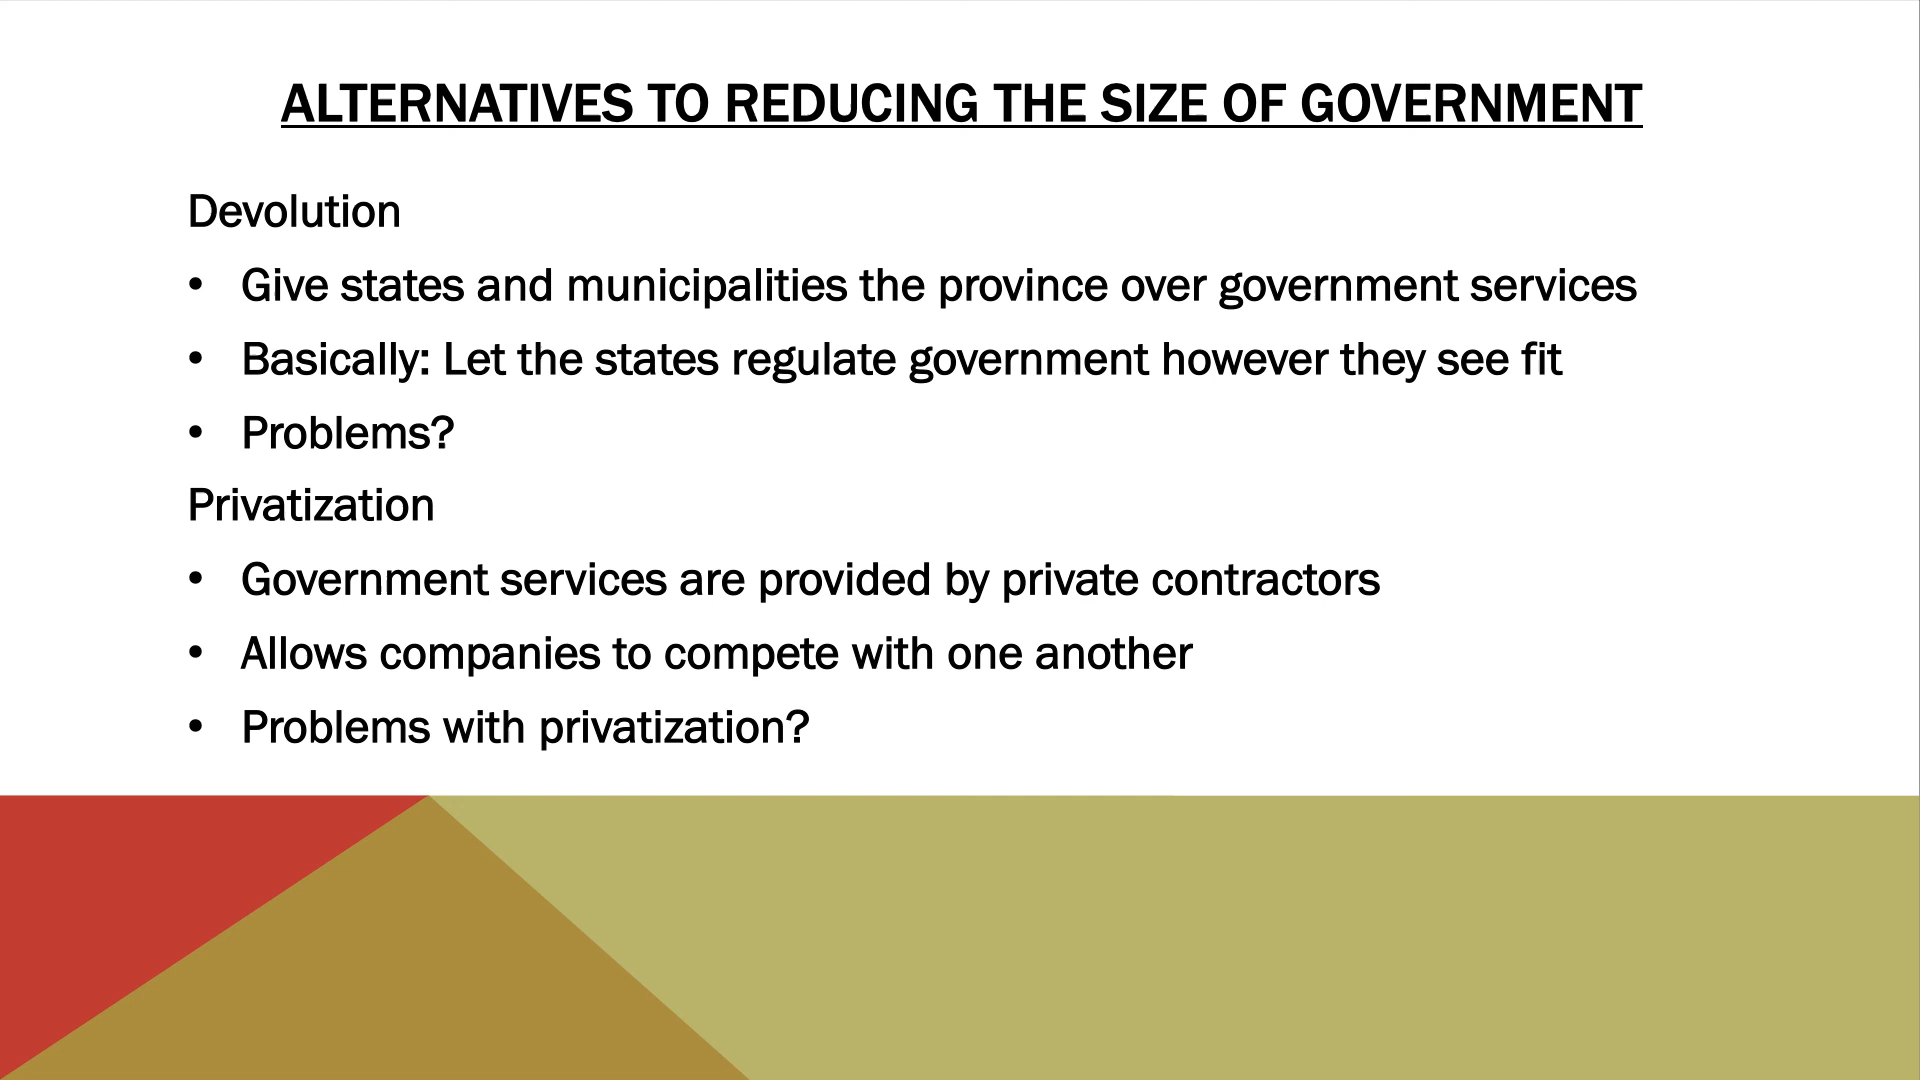 ALTERNATIVES TO REDUCING THE SIZE OF GOVERNMENT
Devolution
• Give states and municipalities the province over government services
• Basically: Let the states regulate government however they see fit
• Problems?
Privatization
• Government services are provided by private contractors
• Allows companies to compete with one another
• Problems with privatization?